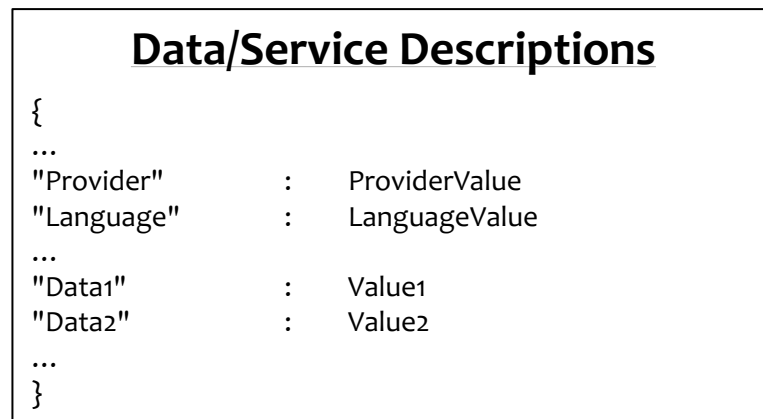 Data/Service Descriptions
{
...
"Provider" : ProviderValue
"Language" : LanguageValue
...
"Data1" : Value1
"Data2" : Value2
...
}